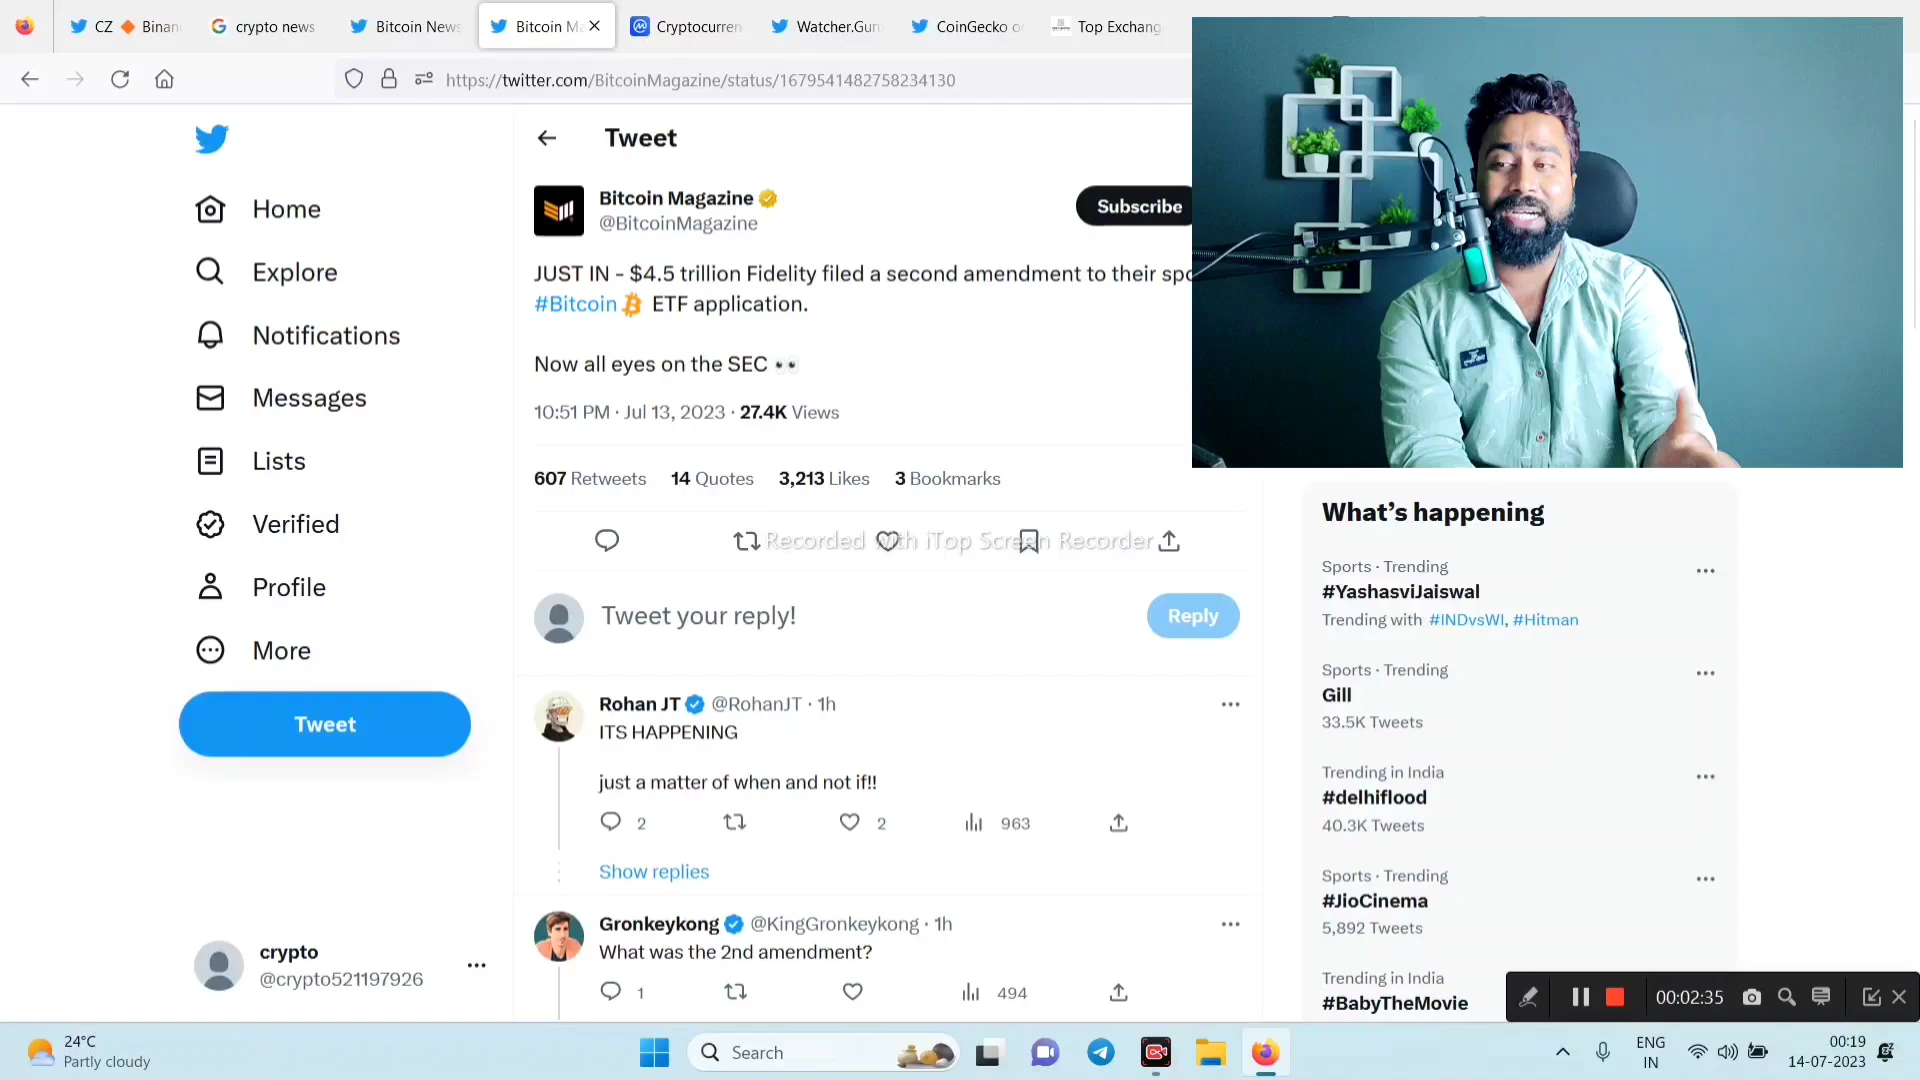 CZ 🔶 Binan
crypto news
Bitcoin News
Bitcoin Ma
Cryptocurren
Watcher.Guru
CoinGecko o
Top Exchang
https://twitter.com/BitcoinMagazine/status/1679541482758234130
Home
Explore
Notifications
Messages
Lists
Verified
Profile
More
Tweet
crypto
@crypto521197926
Tweet
Bitcoin Magazine
@BitcoinMagazine
Subscribe
JUST IN - $4.5 trillion Fidelity filed a second amendment to their spo
#Bitcoin ETF application.
Now all eyes on the SEC 👀
10:51 PM · Jul 13, 2023 · 27.4K Views
607 Retweets 14 Quotes 3,213 Likes 3 Bookmarks
Recorded with iTop Screen Recorder
Tweet your reply!
Reply
Rohan JT @RohanJT · 1h
ITS HAPPENING
just a matter of when and not if!!
2 2 963
Show replies
Gronkeykong @KingGronkeykong · 1h
What was the 2nd amendment?
1 494
What's happening
Sports · Trending
#YashasviJaiswal
Trending with #INDvsWI, #Hitman
Sports · Trending
Gill
33.5K Tweets
Trending in India
#delhiflood
40.3K Tweets
Sports · Trending
#JioCinema
5,892 Tweets
Trending in India
#BabyTheMovie
00:02:35
24°C
Partly cloudy
Search
ENG
IN
00:19
14-07-2023